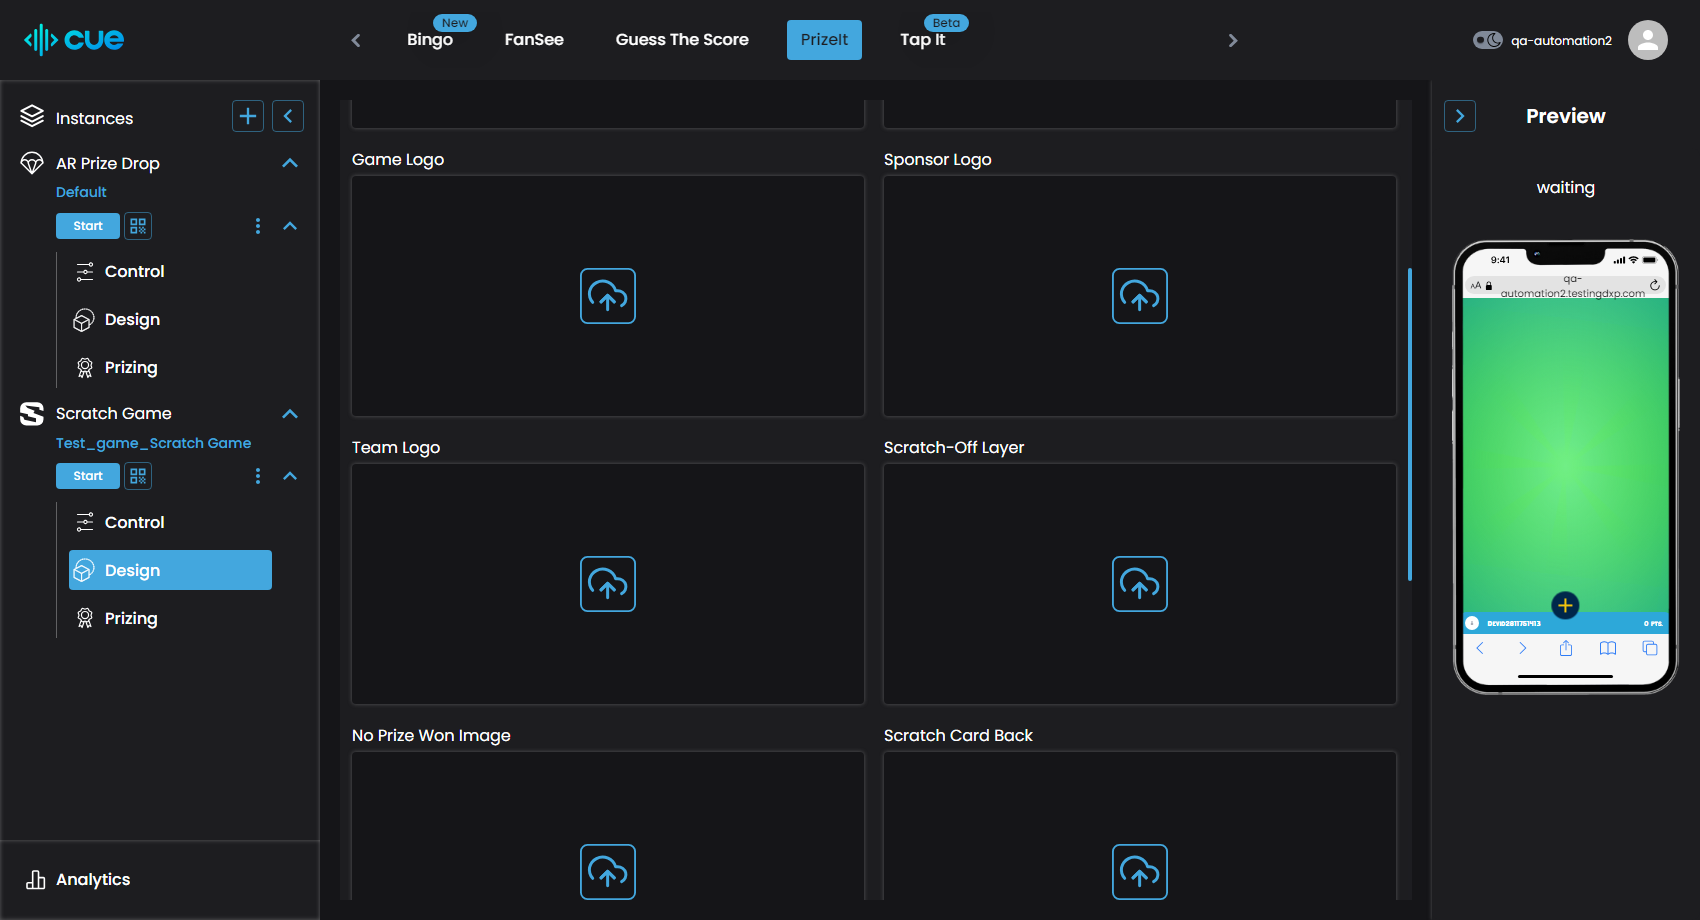 cue
New
Bingo
FanSee
Guess The Score
PrizeIt
Beta
Tap It
qa-automation2
Instances
AR Prize Drop
Default
Start
Control
Design
Prizing
Scratch Game
Test_game_Scratch Game
Start
Control
Design
Prizing
Analytics
Game Logo
Sponsor Logo
Team Logo
Scratch-Off Layer
No Prize Won Image
Scratch Card Back
Preview
waiting
9:41
AA
qa-
automation2.testingdxp.com
0 PTS.